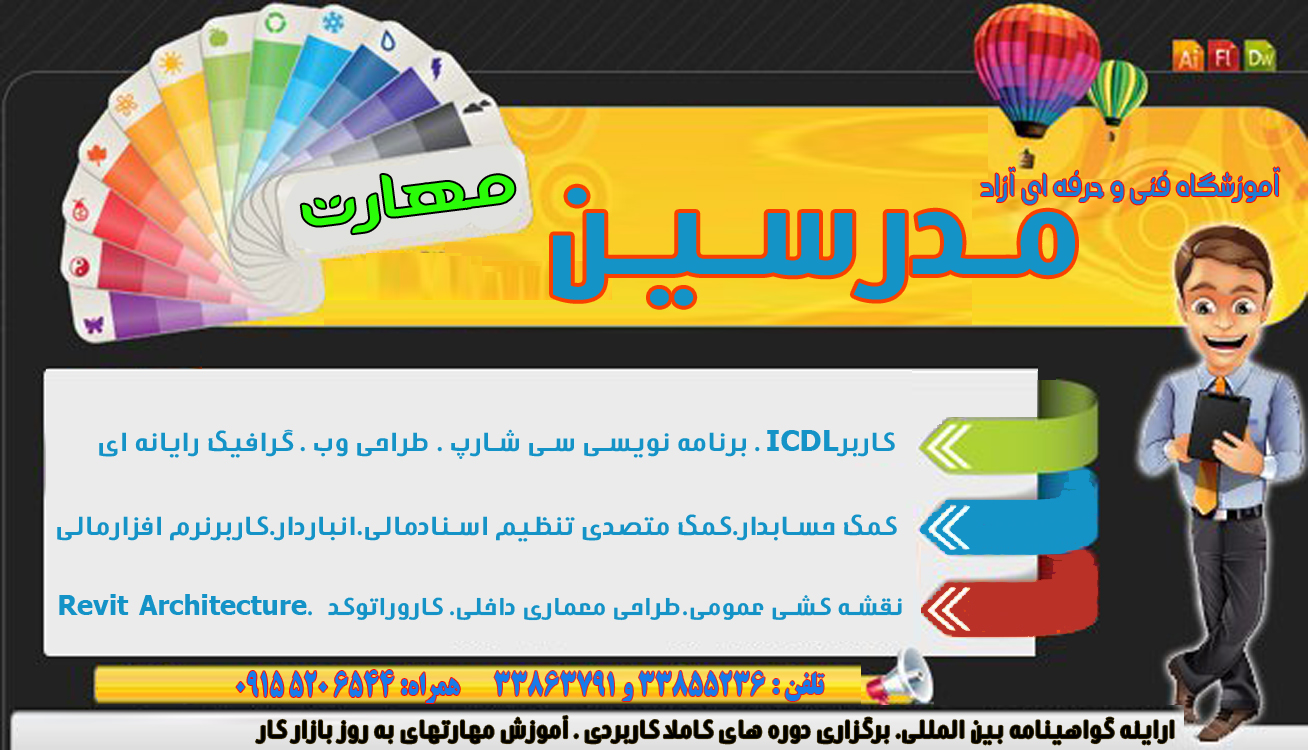 Ai Fl Dw
آموزشگاه فنی و حرفه ای آزاد
مدرسین
مهارت
کاربرICDL . برنامه نویسی سی شارپ . طراحی وب . گرافیک رایانه ای
کمک حسابدار.کمک متصدی تنظیم اسنادمالی.انباردار.کاربرنرم افزارمالی
نقشه کشی عمومی.طراحی معماری داخلی. کاروراتوکد .Revit Architecture
تلفن : ۳۳۸۵۵۲۳۶ و ۳۳۸۶۳۷۹۱ همراه: ۰۹۱۵۵۲۰۶۵۴۴
ارایله گواهینامه بین المللی. برگزاری دوره های کاملا کاربردی . آموزش مهارتهای به روز بازار کار